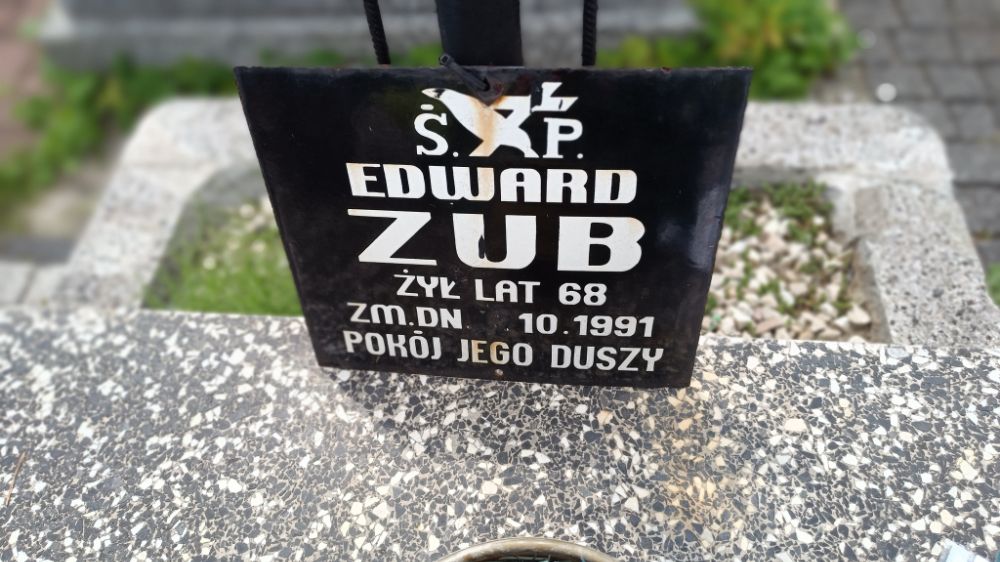 Ś. P.
EDWARD
ZUB
ŻYŁ LAT 68
ZM.DN. 10.1991
POKÓJ JEGO DUSZY